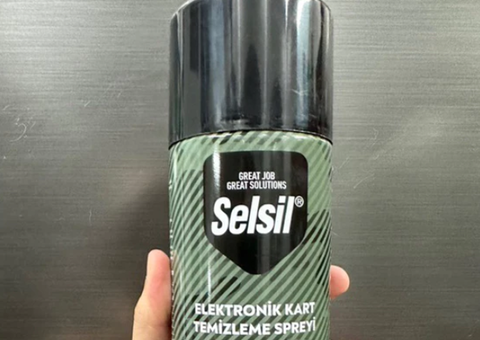 GREAT JOB
GREAT SOLUTIONS
Selsil®
ELEKTRONİK KART
TEMİZLEME SPREYİ